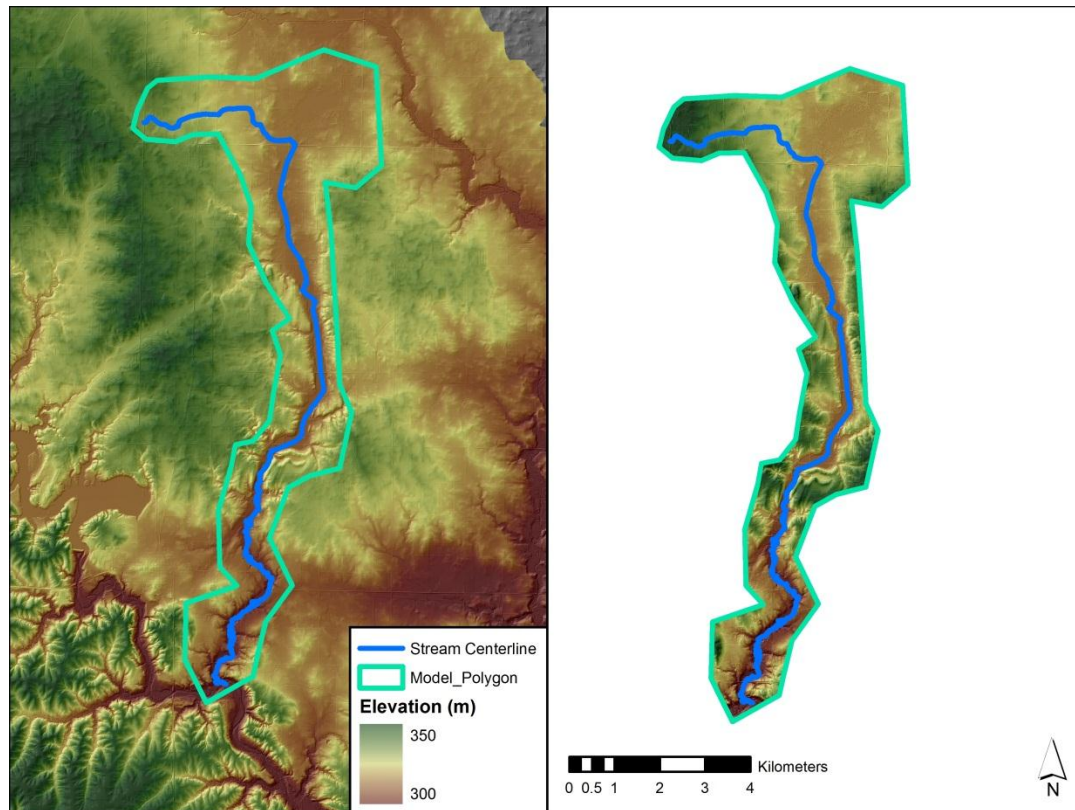 Stream Centerline
Model_Polygon
Elevation (m)
350
300
Kilometers
0 0.5 1 2 3 4
N